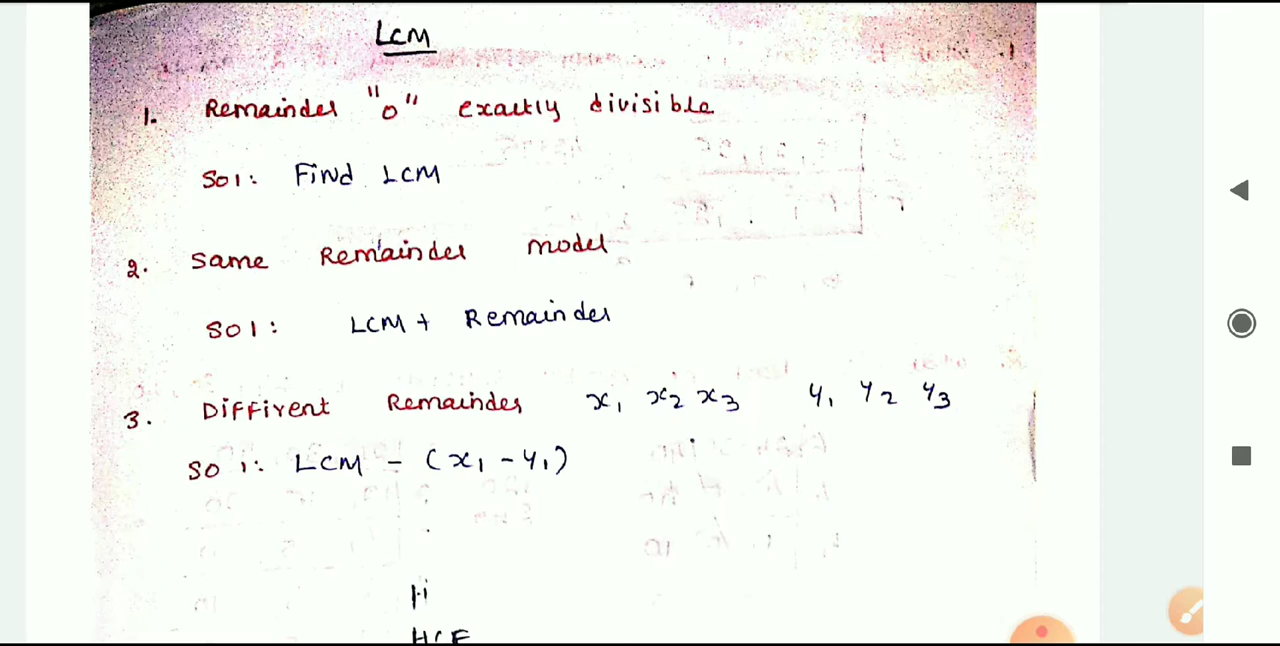 LCM
1. Remainder "0" exactly divisible
Sol: Find LCM
2. Same Remainder model
Sol: LCM + Remainder
3. Diffirent Remainder x₁ x₂ x₃ y₁ y₂ y₃
Sol: LCM - (x₁ - y₁)
HCF